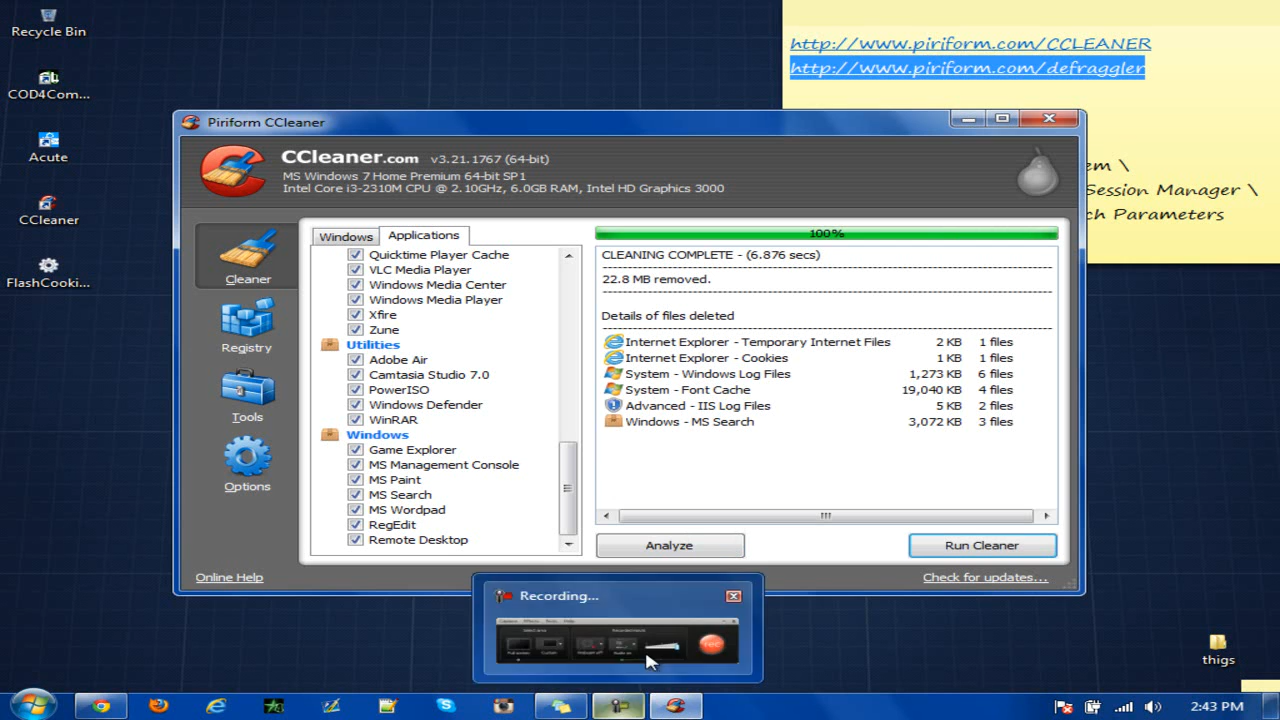 Recycle Bin
COD4Com...
Acute
CCleaner
FlashCooki...
http://www.piriform.com/CCLEANER
http://www.piriform.com/defraggler
em \
Session Manager \
ch Parameters
Piriform CCleaner
CCleaner.com v3.21.1767 (64-bit)
MS Windows 7 Home Premium 64-bit SP1
Intel Core i3-2310M CPU @ 2.10GHz, 6.0GB RAM, Intel HD Graphics 3000
Cleaner
Registry
Tools
Options
Windows
Applications
Quicktime Player Cache
VLC Media Player
Windows Media Center
Windows Media Player
Xfire
Zune
Utilities
Adobe Air
Camtasia Studio 7.0
PowerISO
Windows Defender
WinRAR
Windows
Game Explorer
MS Management Console
MS Paint
MS Search
MS Wordpad
RegEdit
Remote Desktop
100%
CLEANING COMPLETE - (6.876 secs)
22.8 MB removed.
Details of files deleted
Internet Explorer - Temporary Internet Files 2 KB 1 files
Internet Explorer - Cookies 1 KB 1 files
System - Windows Log Files 1,273 KB 6 files
System - Font Cache 19,040 KB 4 files
Advanced - IIS Log Files 5 KB 2 files
Windows - MS Search 3,072 KB 3 files
Analyze
Run Cleaner
Online Help
Check for updates...
Recording...
Capture Effects Tools Help
rec
thigs
2:43 PM